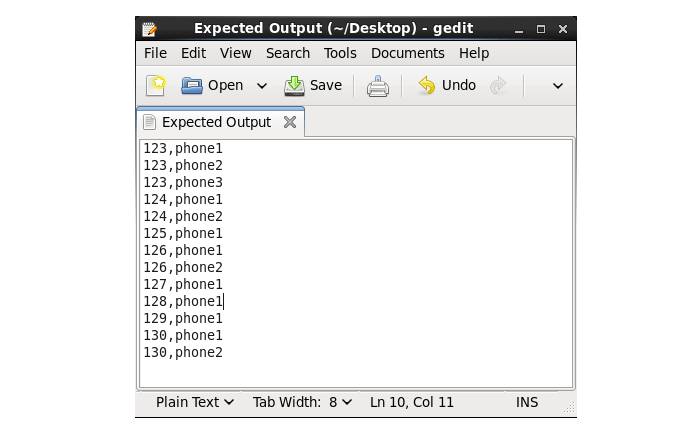 Expected Output (~/Desktop) - gedit
File Edit View Search Tools Documents Help
Open Save Undo
Expected Output
123,phone1
123,phone2
123,phone3
124,phone1
124,phone2
125,phone1
126,phone1
126,phone2
127,phone1
128,phone1
129,phone1
130,phone1
130,phone2
Plain Text Tab Width: 8 Ln 10, Col 11 INS